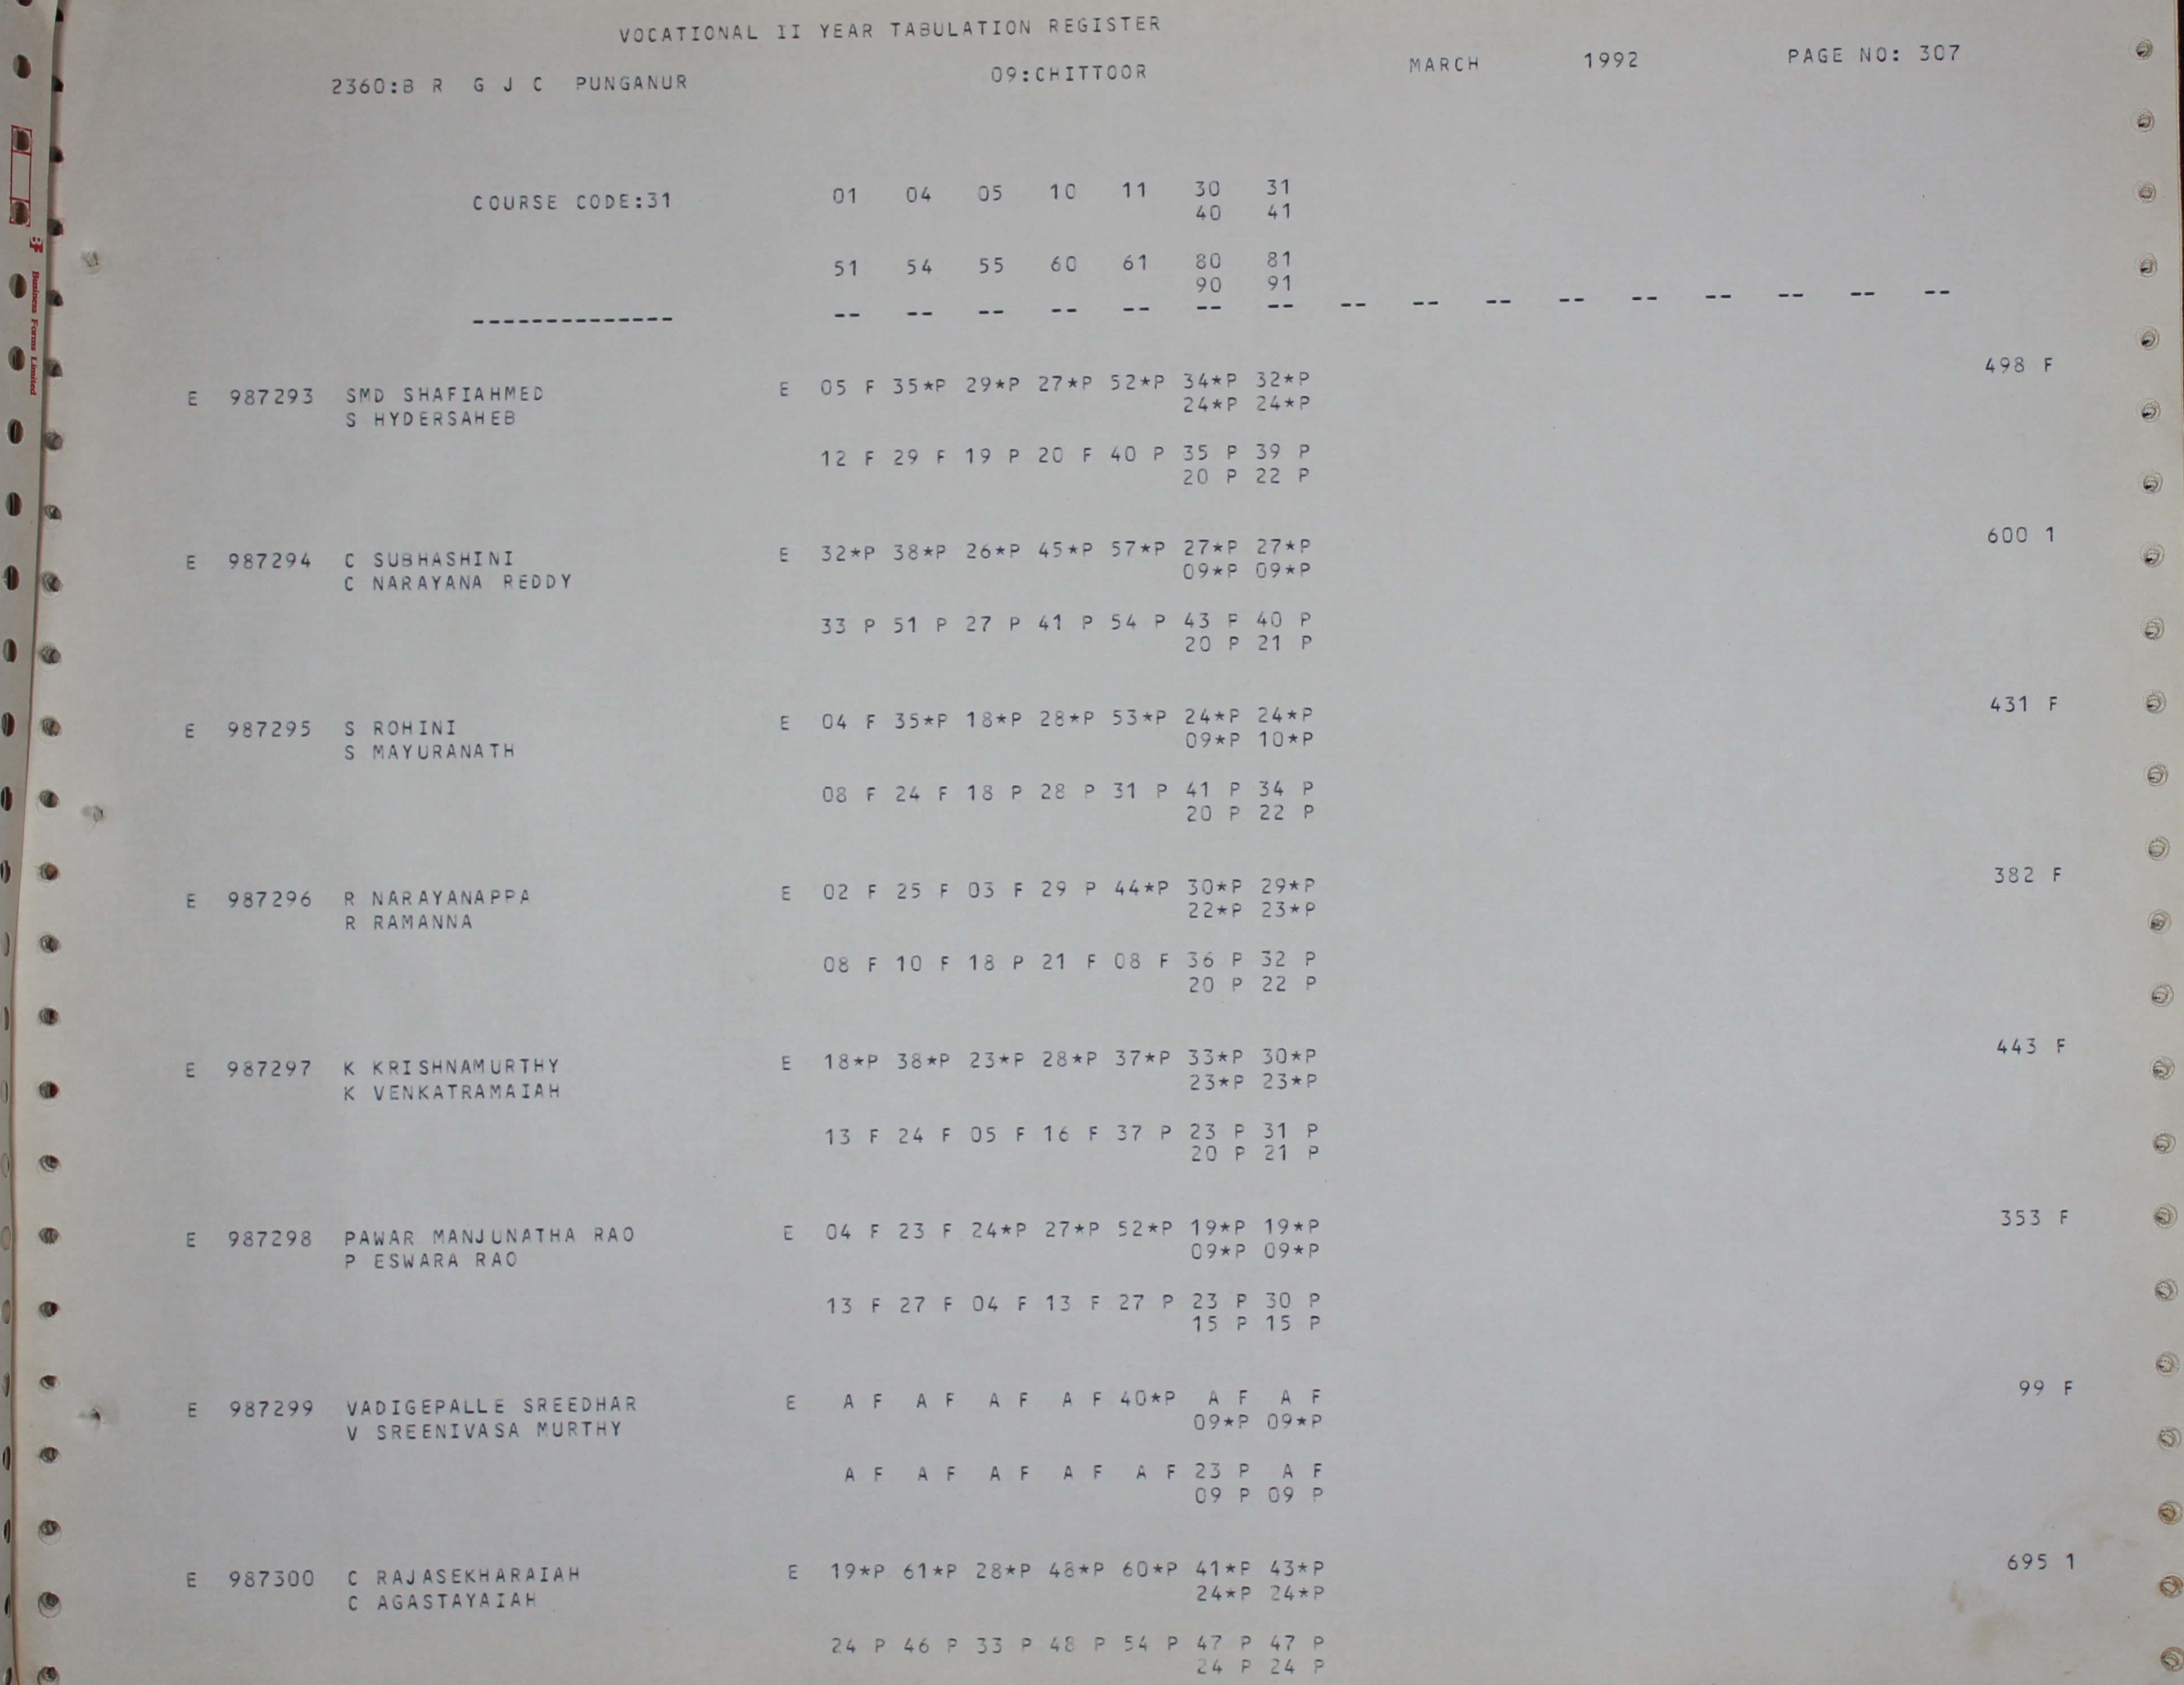 VOCATIONAL II YEAR TABULATION REGISTER
2360:B R G J C PUNGANUR 09:CHITTOOR MARCH 1992 PAGE NO: 307
COURSE CODE:31 01 04 05 10 11 30 31
40 41
51 54 55 60 61 80 81
90 91
-------------- -- -- -- -- -- -- -- -- -- -- -- -- -- -- -- --
E 987293 SMD SHAFIAHMED E 05 F 35*P 29*P 27*P 52*P 34*P 32*P 498 F
S HYDERSAHEB 24*P 24*P
12 F 29 F 19 P 20 F 40 P 35 P 39 P
20 P 22 P
E 987294 C SUBHASHINI E 32*P 38*P 26*P 45*P 57*P 27*P 27*P 600 1
C NARAYANA REDDY 09*P 09*P
33 P 51 P 27 P 41 P 54 P 43 P 40 P
20 P 21 P
E 987295 S ROHINI E 04 F 35*P 18*P 28*P 53*P 24*P 24*P 431 F
S MAYURANATH 09*P 10*P
08 F 24 F 18 P 28 P 31 P 41 P 34 P
20 P 22 P
E 987296 R NARAYANAPPA E 02 F 25 F 03 F 29 P 44*P 30*P 29*P 382 F
R RAMANNA 22*P 23*P
08 F 10 F 18 P 21 F 08 F 36 P 32 P
20 P 22 P
E 987297 K KRISHNAMURTHY E 18*P 38*P 23*P 28*P 37*P 33*P 30*P 443 F
K VENKATRAMAIAH 23*P 23*P
13 F 24 F 05 F 16 F 37 P 23 P 31 P
20 P 21 P
E 987298 PAWAR MANJUNATHA RAO E 04 F 23 F 24*P 27*P 52*P 19*P 19*P 353 F
P ESWARA RAO 09*P 09*P
13 F 27 F 04 F 13 F 27 P 23 P 30 P
15 P 15 P
E 987299 VADIGEPALLE SREEDHAR E A F A F A F A F 40*P A F A F 99 F
V SREENIVASA MURTHY 09*P 09*P
A F A F A F A F A F 23 P A F
09 P 09 P
E 987300 C RAJASEKHARAIAH E 19*P 61*P 28*P 48*P 60*P 41*P 43*P 695 1
C AGASTAYAIAH 24*P 24*P
24 P 46 P 33 P 48 P 54 P 47 P 47 P
24 P 24 P
Business Forms Limited